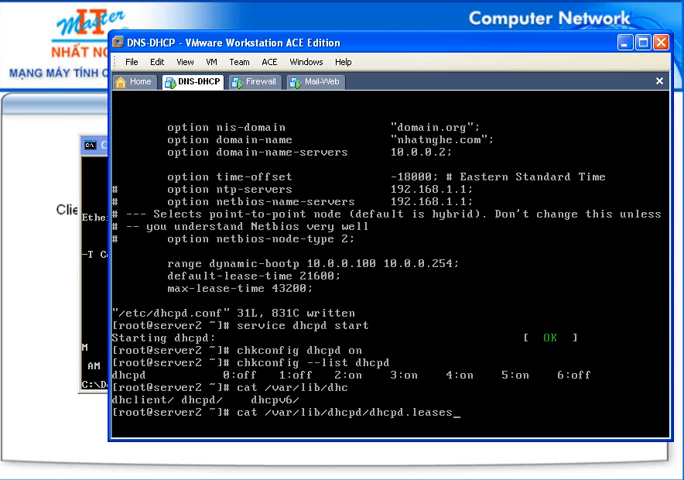 Computer Network
Master
IT
NHẤT NG
MẠNG MÁY TÍNH
DNS-DHCP - VMware Workstation ACE Edition
File Edit View VM Team ACE Windows Help
Home DNS-DHCP Firewall Mail-Web
option nis-domain "domain.org";
option domain-name "nhatnghe.com";
option domain-name-servers 10.0.0.2;
option time-offset -18000; # Eastern Standard Time
# option ntp-servers 192.168.1.1;
# option netbios-name-servers 192.168.1.1;
# --- Selects point-to-point node (default is hybrid). Don't change this unless
# -- you understand Netbios very well
# option netbios-node-type 2;
range dynamic-bootp 10.0.0.100 10.0.0.254;
default-lease-time 21600;
max-lease-time 43200;
"/etc/dhcpd.conf" 31L, 831C written
[root@server2 ~]# service dhcpd start
Starting dhcpd: [ OK ]
[root@server2 ~]# chkconfig dhcpd on
[root@server2 ~]# chkconfig --list dhcpd
dhcpd 0:off 1:off 2:on 3:on 4:on 5:on 6:off
[root@server2 ~]# cat /var/lib/dhc
dhclient/ dhcpd/ dhcpv6/
[root@server2 ~]# cat /var/lib/dhcpd/dhcpd.leases_
Clie
Ether
-T Co
M
AM
C:\Do